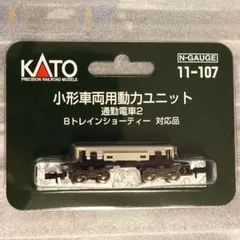 N-GAUGE
KATO
PRECISION RAILROAD MODELS
11-107
小形車両用動力ユニット
通勤電車2
Bトレインショーティー 対応品